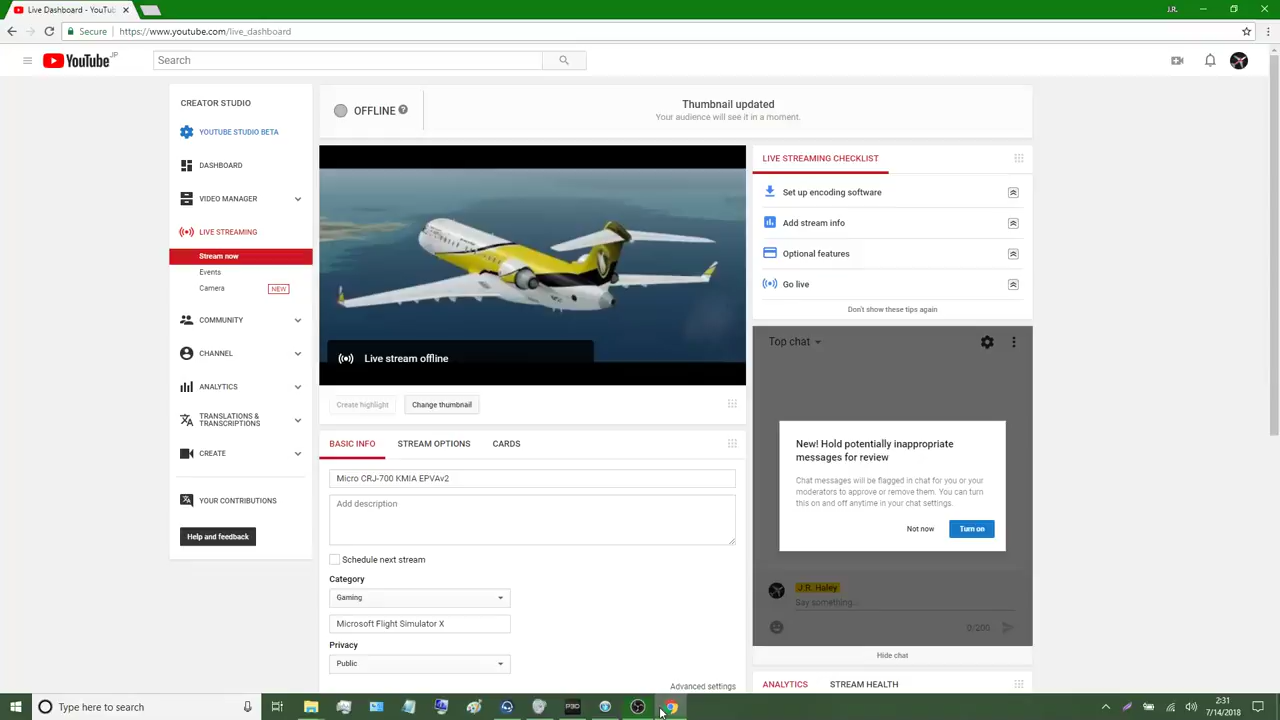 Live Dashboard - YouTub
J.R.
Secure
https://www.youtube.com/live_dashboard
YouTube JP
Search
CREATOR STUDIO
YOUTUBE STUDIO BETA
DASHBOARD
VIDEO MANAGER
LIVE STREAMING
Stream now
Events
Camera
NEW
COMMUNITY
CHANNEL
ANALYTICS
TRANSLATIONS &
TRANSCRIPTIONS
CREATE
YOUR CONTRIBUTIONS
Help and feedback
OFFLINE ?
Thumbnail updated
Your audience will see it in a moment.
Live stream offline
Create highlight
Change thumbnail
BASIC INFO
STREAM OPTIONS
CARDS
Micro CRJ-700 KMIA EPVAv2
Add description
Schedule next stream
Category
Gaming
Microsoft Flight Simulator X
Privacy
Public
Advanced settings
LIVE STREAMING CHECKLIST
Set up encoding software
Add stream info
Optional features
Go live
Don't show these tips again
Top chat
New! Hold potentially inappropriate
messages for review
Chat messages will be flagged in chat for you or your
moderators to approve or remove them. You can turn
this on and off anytime in your chat settings.
Not now
Turn on
J.R. Haley
Say something...
0/200
Hide chat
ANALYTICS
STREAM HEALTH
Type here to search
P3D
2:31
7/14/2018